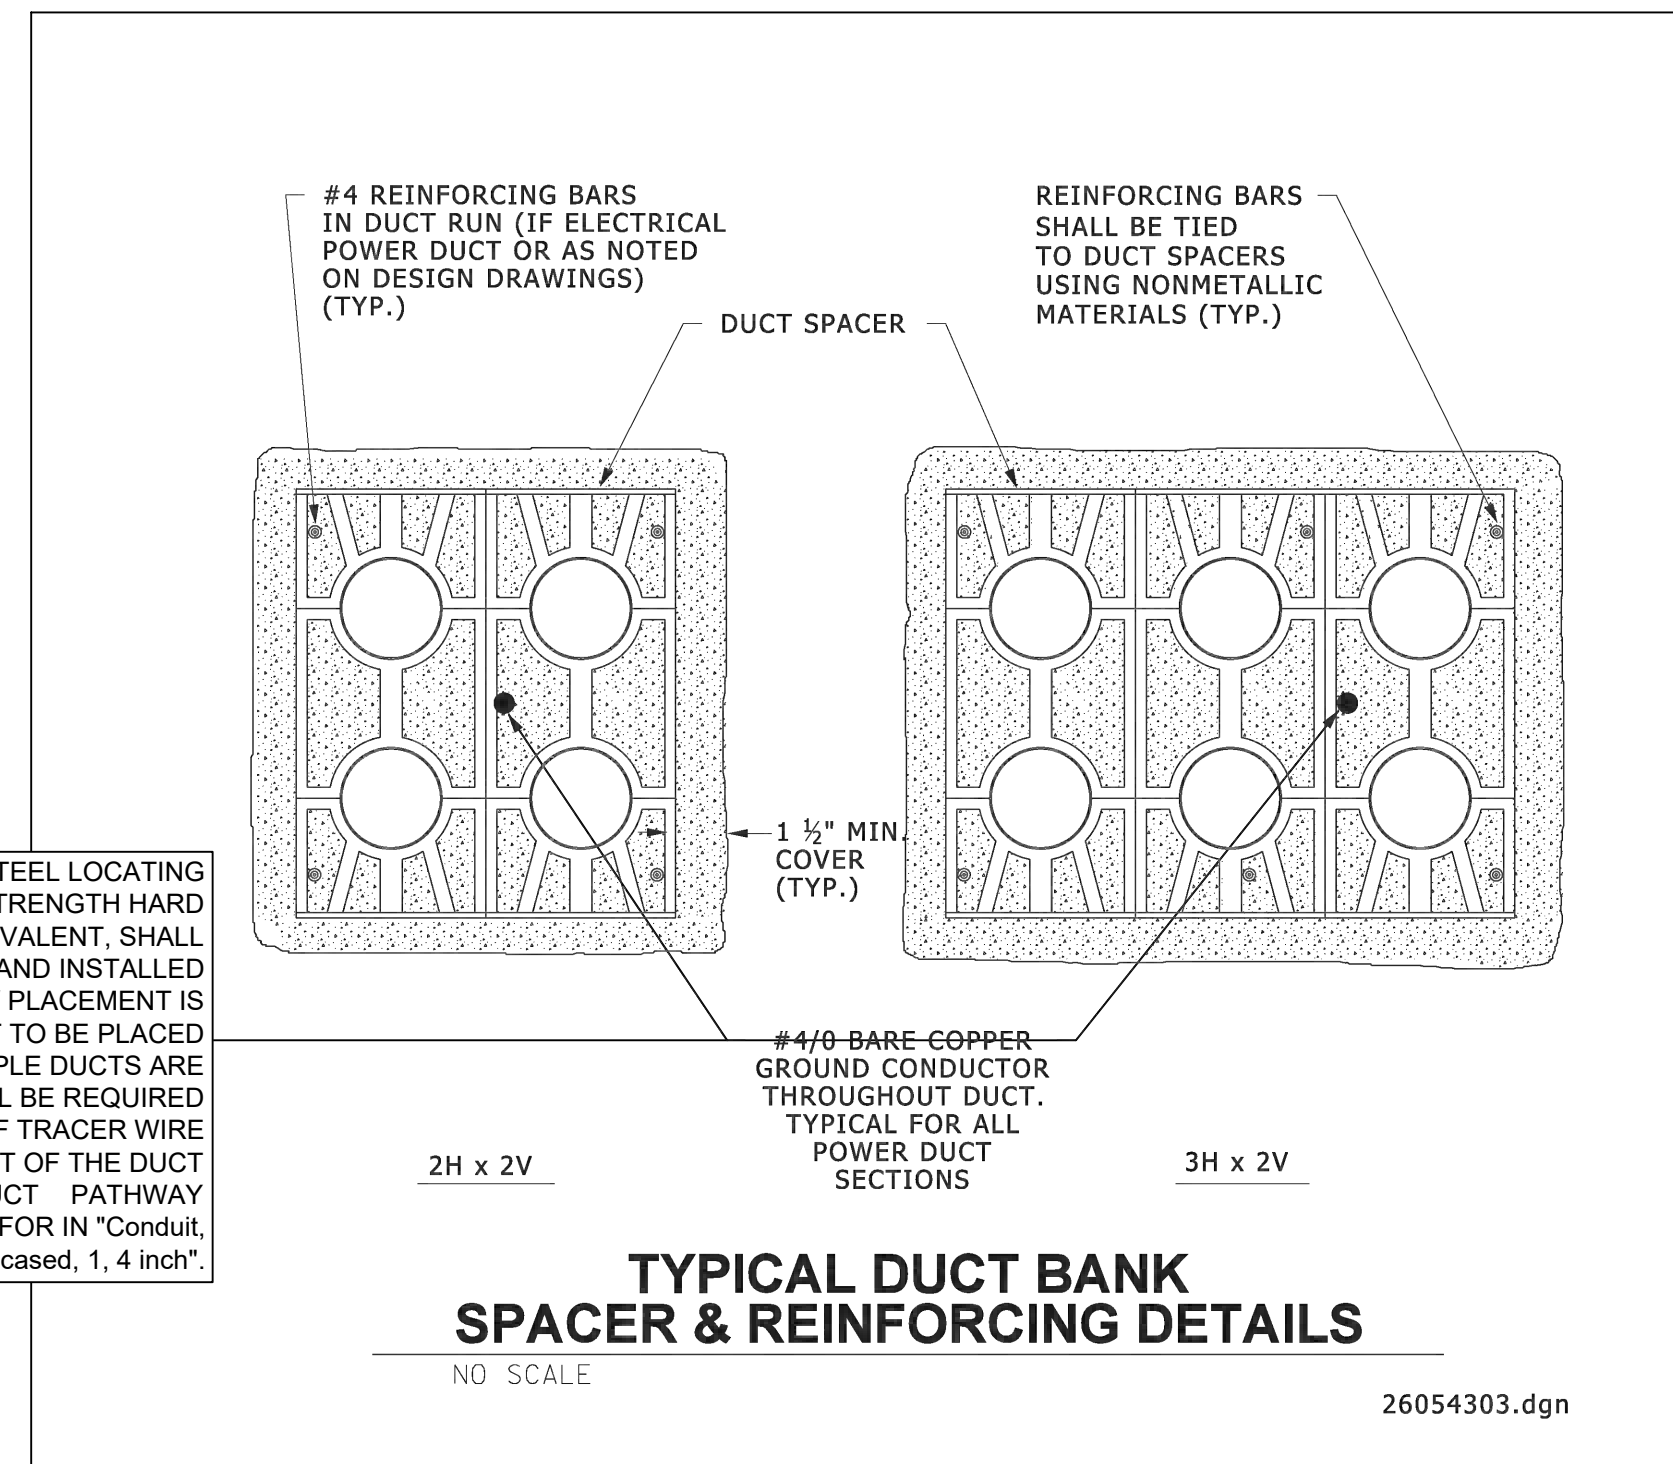 #4 REINFORCING BARS
IN DUCT RUN (IF ELECTRICAL
POWER DUCT OR AS NOTED
ON DESIGN DRAWINGS)
(TYP.)
REINFORCING BARS
SHALL BE TIED
TO DUCT SPACERS
USING NONMETALLIC
MATERIALS (TYP.)
DUCT SPACER
1 ½" MIN.
COVER
(TYP.)
TEEL LOCATING
TRENGTH HARD
VALENT, SHALL
AND INSTALLED
PLACEMENT IS
TO BE PLACED
PLE DUCTS ARE
L BE REQUIRED
F TRACER WIRE
T OF THE DUCT
UCT PATHWAY
FOR IN "Conduit,
cased, 1, 4 inch".
#4/0 BARE COPPER
GROUND CONDUCTOR
THROUGHOUT DUCT.
TYPICAL FOR ALL
POWER DUCT
SECTIONS
2H x 2V
3H x 2V
TYPICAL DUCT BANK
SPACER & REINFORCING DETAILS
NO SCALE
26054303.dgn